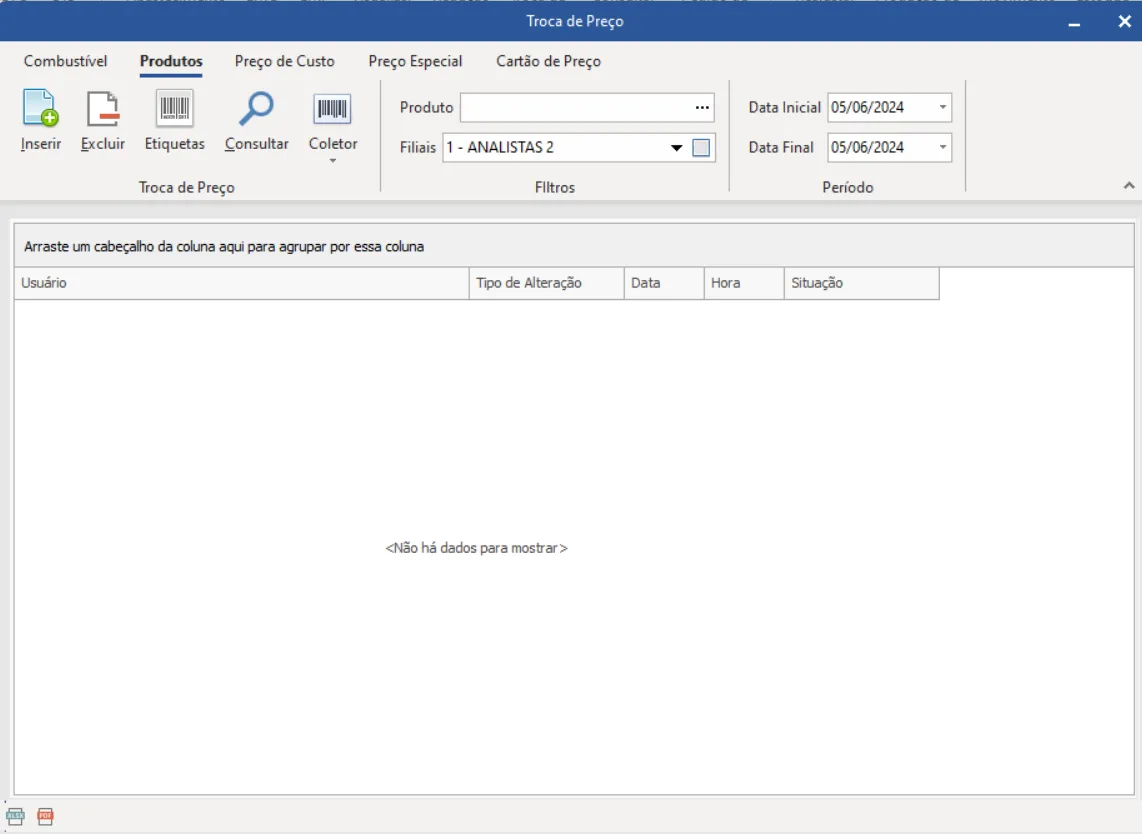 Troca de Preço
Combustível Produtos Preço de Custo Preço Especial Cartão de Preço
Inserir Excluir Etiquetas Consultar Coletor
Troca de Preço
Produto ...
Filiais 1 - ANALISTAS 2
FIltros
Data Inicial 05/06/2024
Data Final 05/06/2024
Período
Arraste um cabeçalho da coluna aqui para agrupar por essa coluna
Usuário Tipo de Alteração Data Hora Situação
<Não há dados para mostrar>
XLSX PDF